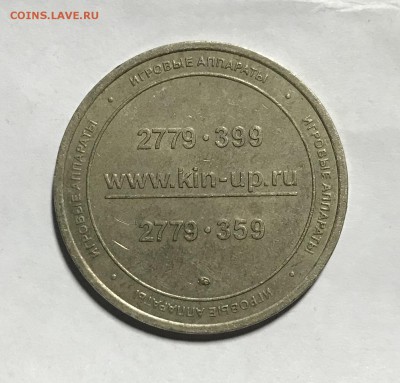 COINS.LAVE.RU
ИГРОВЫЕ АППАРАТЫ • ИГРОВЫЕ АППАРАТЫ • ИГРОВЫЕ АППАРАТЫ • ИГРОВЫЕ АППАРАТЫ •
2779•399
www.kin-up.ru
2779•359